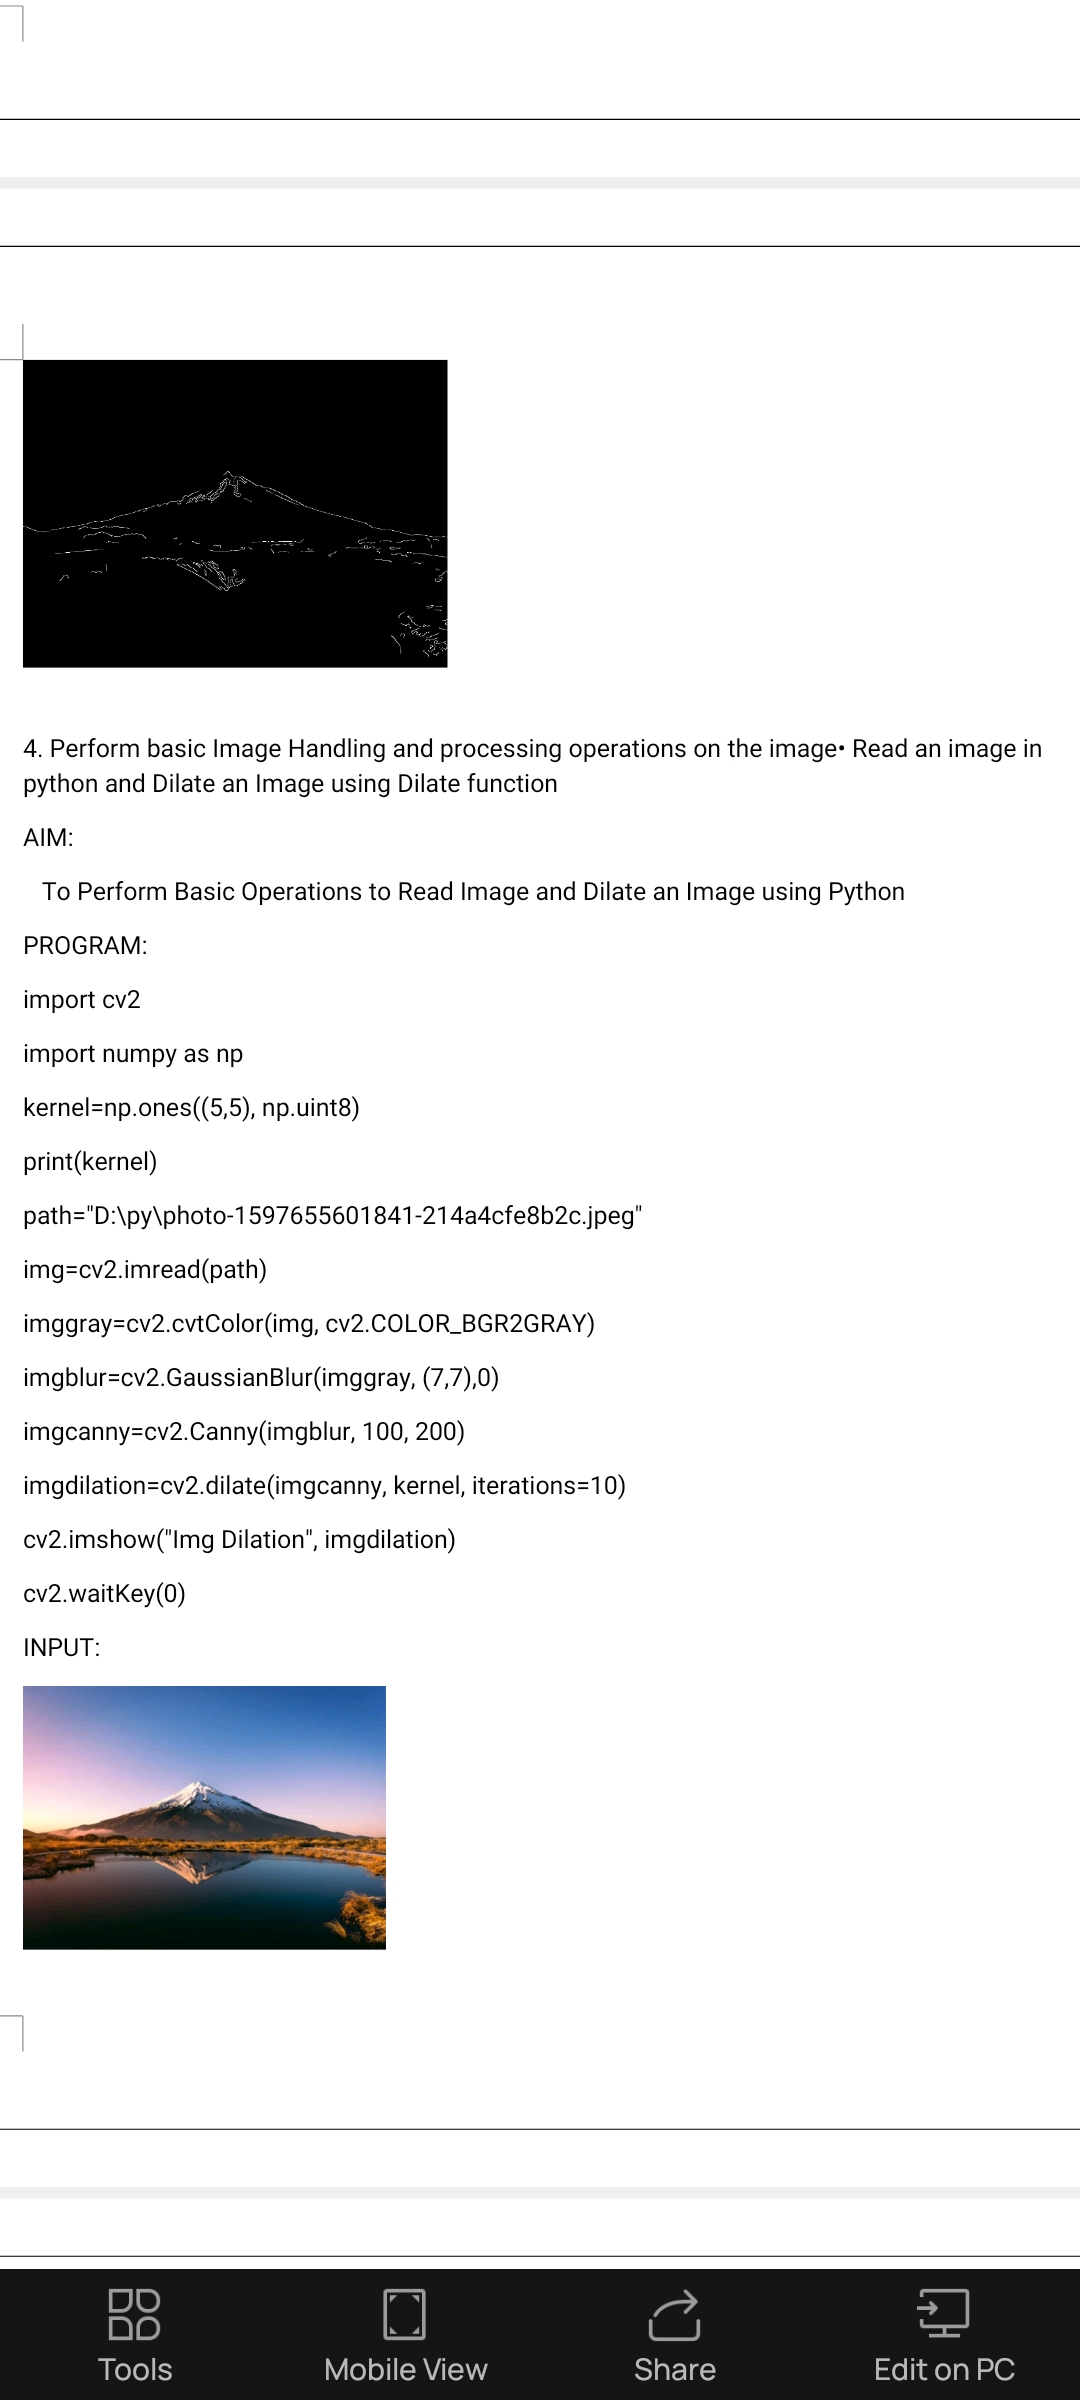 4. Perform basic Image Handling and processing operations on the image• Read an image in
python and Dilate an Image using Dilate function
AIM:
To Perform Basic Operations to Read Image and Dilate an Image using Python
PROGRAM:
import cv2
import numpy as np
kernel=np.ones((5,5), np.uint8)
print(kernel)
path="D:\py\photo-1597655601841-214a4cfe8b2c.jpeg"
img=cv2.imread(path)
imggray=cv2.cvtColor(img, cv2.COLOR_BGR2GRAY)
imgblur=cv2.GaussianBlur(imggray, (7,7),0)
imgcanny=cv2.Canny(imgblur, 100, 200)
imgdilation=cv2.dilate(imgcanny, kernel, iterations=10)
cv2.imshow("Img Dilation", imgdilation)
cv2.waitKey(0)
INPUT:
Tools Mobile View Share Edit on PC